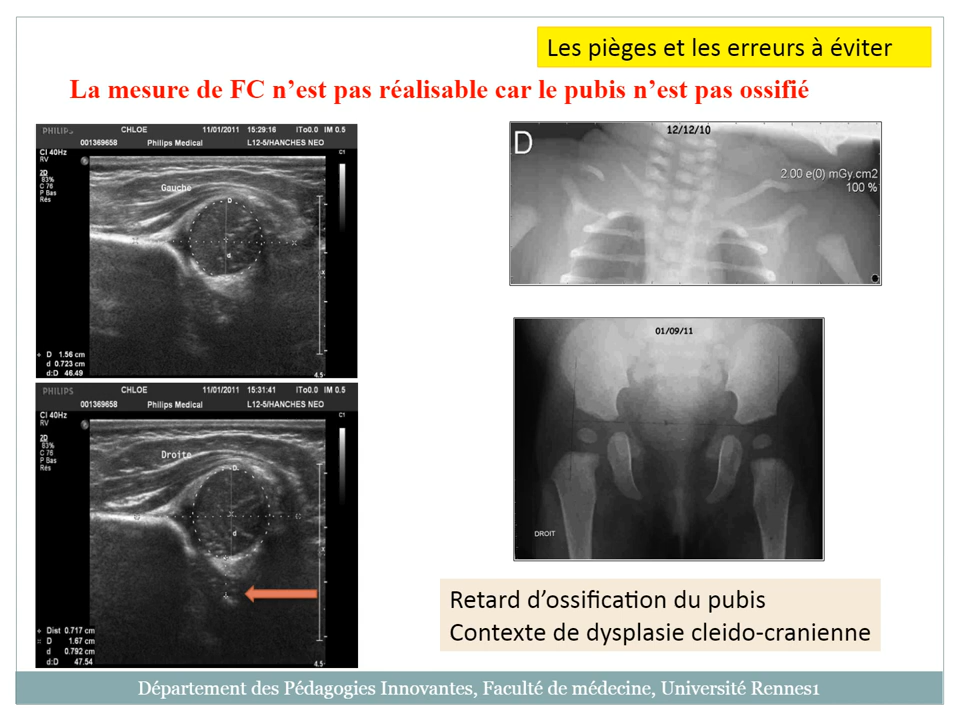 Les pièges et les erreurs à éviter
La mesure de FC n'est pas réalisable car le pubis n'est pas ossifié
PHILIPS CHLOE 11/01/2011 15:29:16 ITo0.0 IM 0.5
001369658 Philips Medical L12-5/HANCHES NEO
CI 40Hz
RV
2D
83%
C 76
P Bas
Rés
C1
Gauche
D
d
4.5
D 1.56 cm
d 0.723 cm
d:D 46.49
PHILIPS CHLOE 11/01/2011 15:31:41 ITo0.0 IM 0.5
001369658 Philips Medical L12-5/HANCHES NEO
CI 40Hz
RV
2D
83%
C 76
P Bas
Rés
C1
Droite
D
d
4.5
Dist 0.717 cm
D 1.67 cm
d 0.792 cm
d:D 47.54
D
12/12/10
2.00 e(0) mGy.cm2
100 %
01/09/11
DROIT
Retard d'ossification du pubis
Contexte de dysplasie cleido-cranienne
Département des Pédagogies Innovantes, Faculté de médecine, Université Rennes1